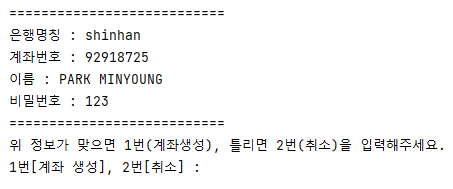 ===========================
은행명칭 : shinhan
계좌번호 : 92918725
이름 : PARK MINYOUNG
비밀번호 : 123
===========================
위 정보가 맞으면 1번(계좌생성), 틀리면 2번(취소)을 입력해주세요.
1번[계좌 생성], 2번[취소] :